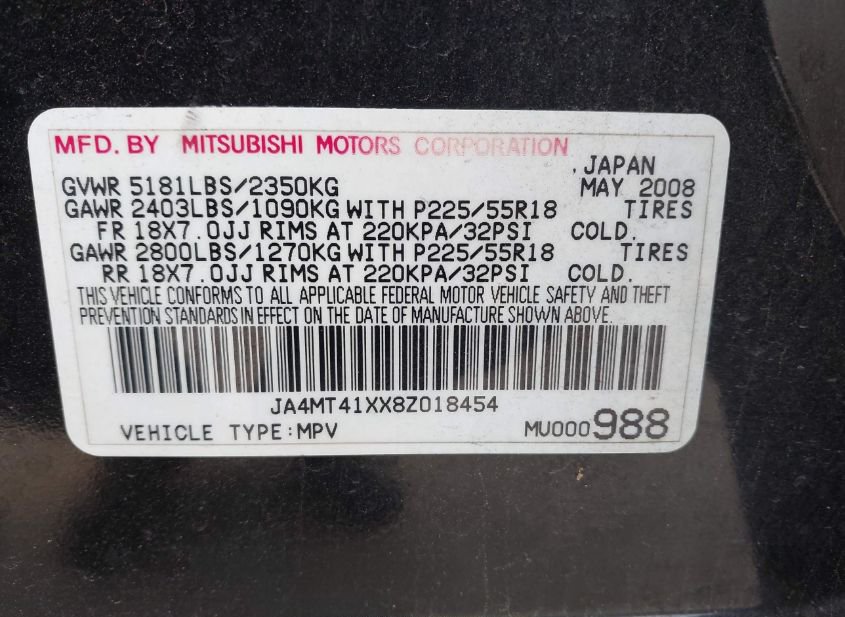 MFD. BY MITSUBISHI MOTORS CORPORATION
JAPAN
GVWR 5181LBS/2350KG MAY 2008
GAWR 2403LBS/1090KG WITH P225/55R18 TIRES
FR 18X7.0JJ RIMS AT 220KPA/32PSI COLD.
GAWR 2800LBS/1270KG WITH P225/55R18 TIRES
RR 18X7.0JJ RIMS AT 220KPA/32PSI COLD.
THIS VEHICLE CONFORMS TO ALL APPLICABLE FEDERAL MOTOR VEHICLE SAFETY AND THEFT
PREVENTION STANDARDS IN EFFECT ON THE DATE OF MANUFACTURE SHOWN ABOVE.
JA4MT41XX8Z018454
VEHICLE TYPE:MPV MU000988